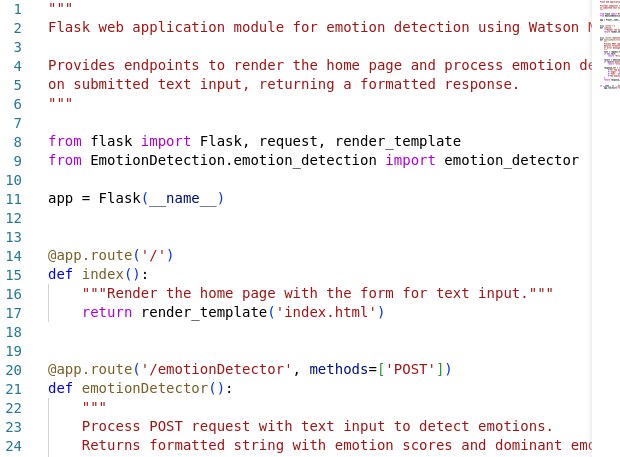 1 """
2 Flask web application module for emotion detection using Watson
3
4 Provides endpoints to render the home page and process emotion
5 on submitted text input, returning a formatted response.
6 """
7
8 from flask import Flask, request, render_template
9 from EmotionDetection.emotion_detection import emotion_detector
10
11 app = Flask(__name__)
12
13
14 @app.route('/')
15 def index():
16     """Render the home page with the form for text input."""
17     return render_template('index.html')
18
19
20 @app.route('/emotionDetector', methods=['POST'])
21 def emotionDetector():
22     """
23     Process POST request with text input to detect emotions.
24     Returns formatted string with emotion scores and dominant